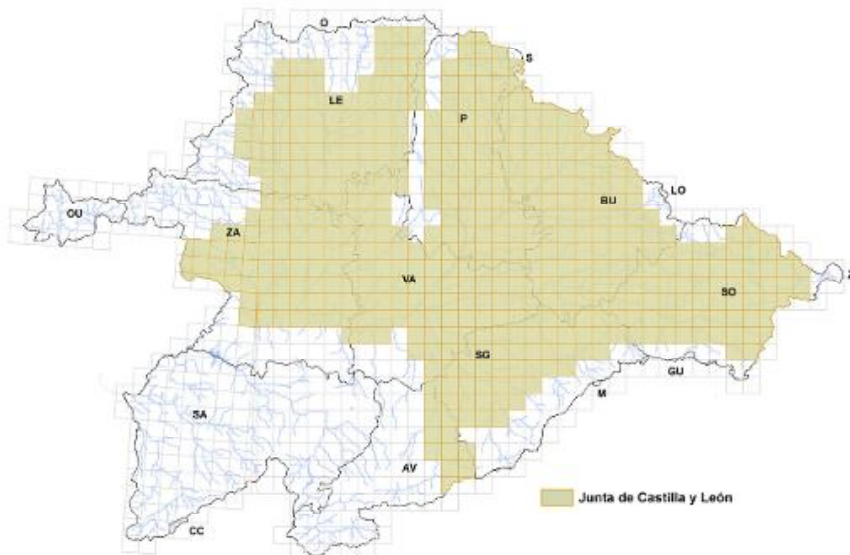 O
S
LE
P
LO
OU
BU
ZA
VA
SO
Z
SG
GU
M
SA
AV
Junta de Castilla y León
CC